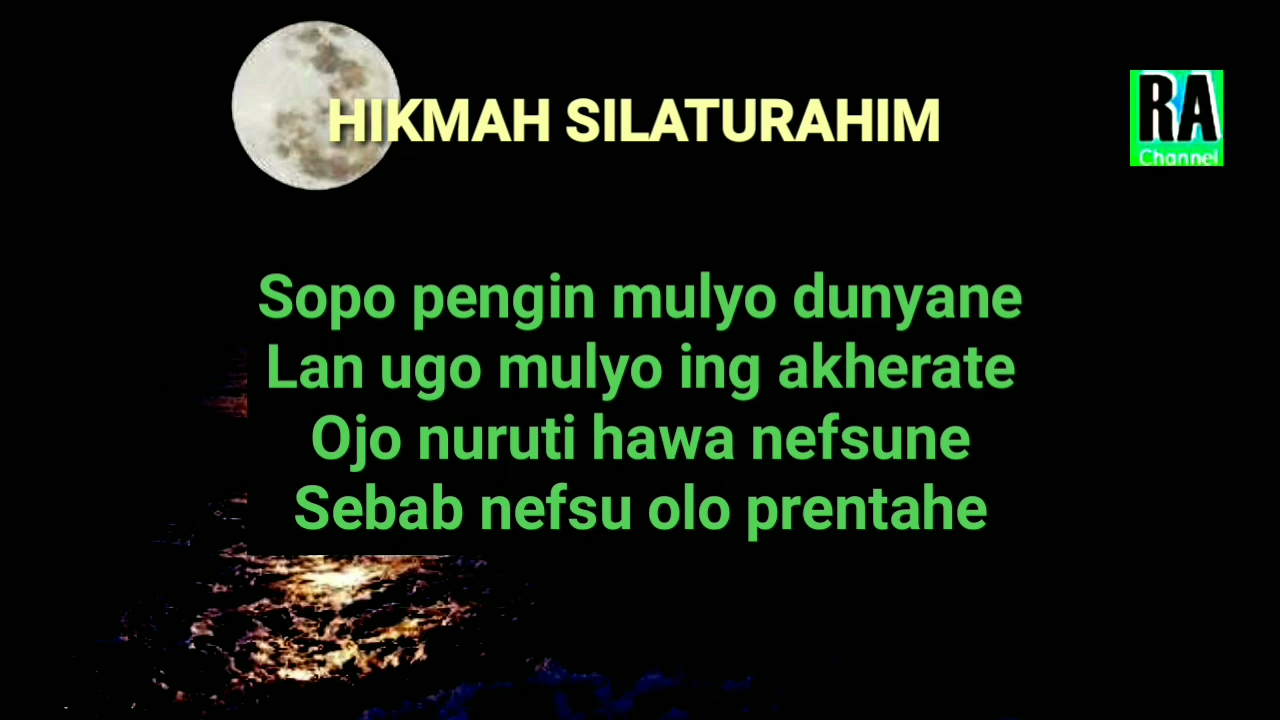 HIKMAH SILATURAHIM
RA
Channel
Sopo pengin mulyo dunyane
Lan ugo mulyo ing akherate
Ojo nuruti hawa nefsune
Sebab nefsu olo prentahe